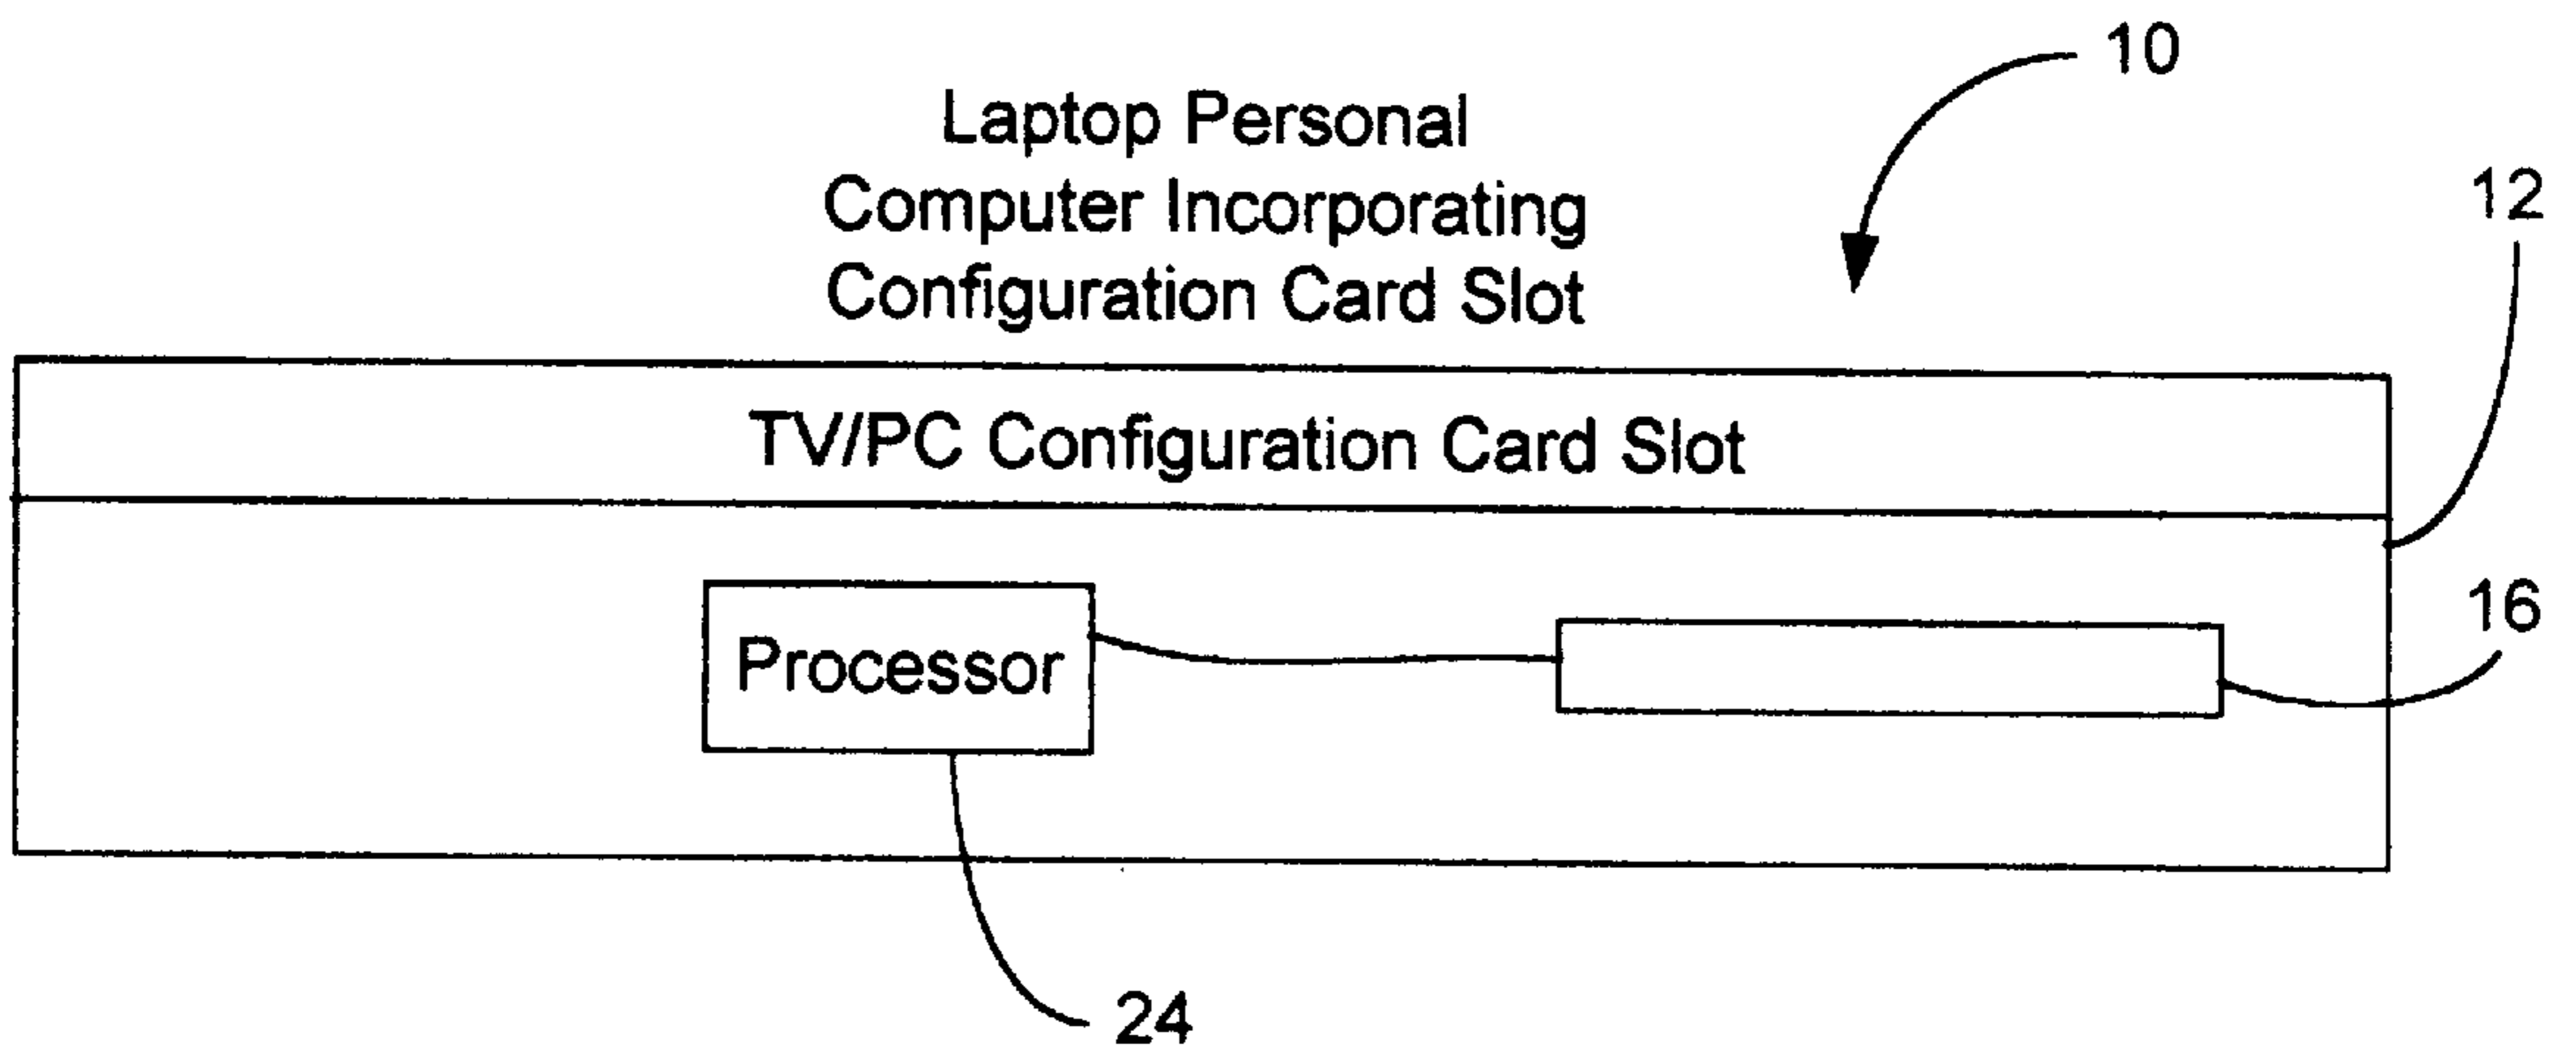 10
Laptop Personal
Computer Incorporating
Configuration Card Slot
12
TV/PC Configuration Card Slot
16
Processor
24